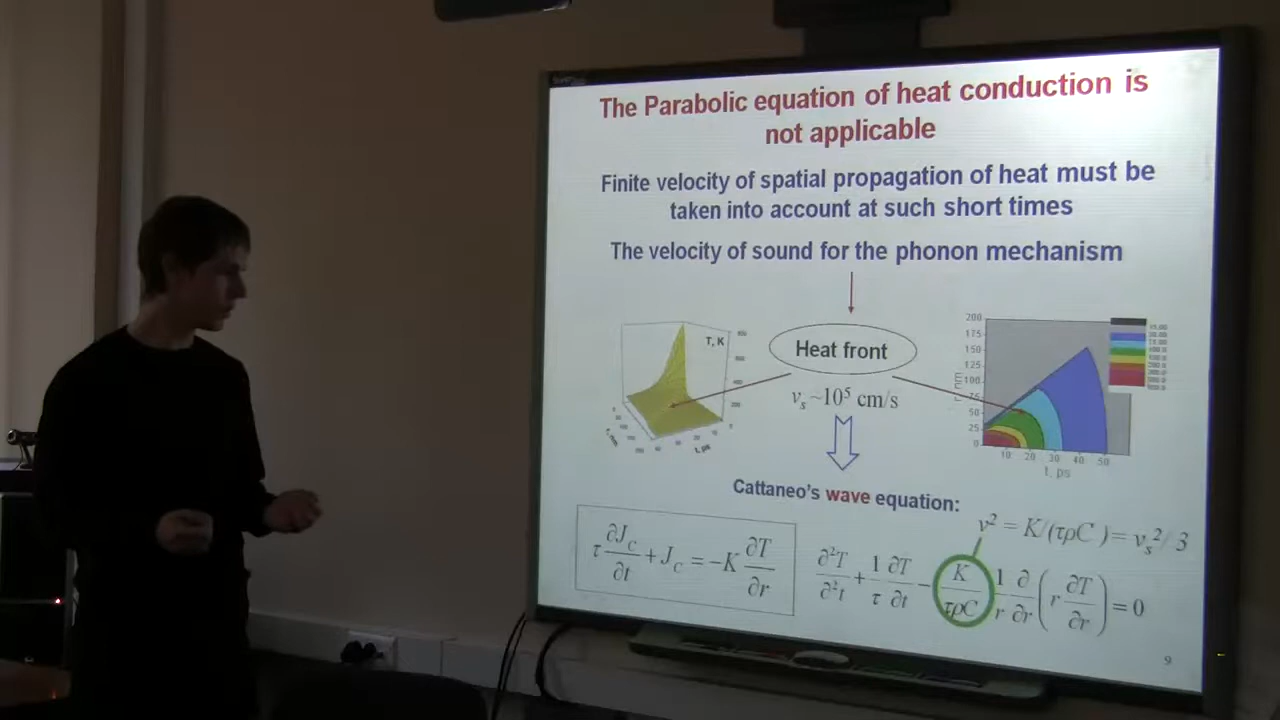 The Parabolic equation of heat conduction is
not applicable
Finite velocity of spatial propagation of heat must be
taken into account at such short times
The velocity of sound for the phonon mechanism
T, K
Heat front
v_s ~10⁵ cm/s
t, ps
200
175
150
125
100
75
50
25
0
10 20 30 40 50
t, ps
Cattaneo's wave equation:
v² = K/(τρC) = v_s²/3
τ ∂J_C/∂t + J_C = −K ∂T/∂r
∂²T/∂²t + 1/τ ∂T/∂t − K/τρC 1/r ∂/∂r (r ∂T/∂r) = 0
9